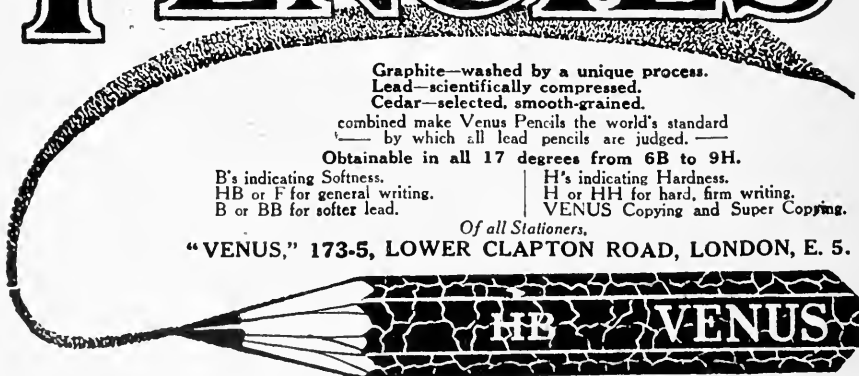 PENCILS
Graphite—washed by a unique process.
Lead—scientifically compressed.
Cedar—selected, smooth-grained.
combined make Venus Pencils the world's standard
—— by which all lead pencils are judged. ——
Obtainable in all 17 degrees from 6B to 9H.
B's indicating Softness.
HB or F for general writing.
B or BB for softer lead.
H's indicating Hardness.
H or HH for hard, firm writing.
VENUS Copying and Super Copying.
Of all Stationers,
"VENUS," 173-5, LOWER CLAPTON ROAD, LONDON, E. 5.
HB VENUS